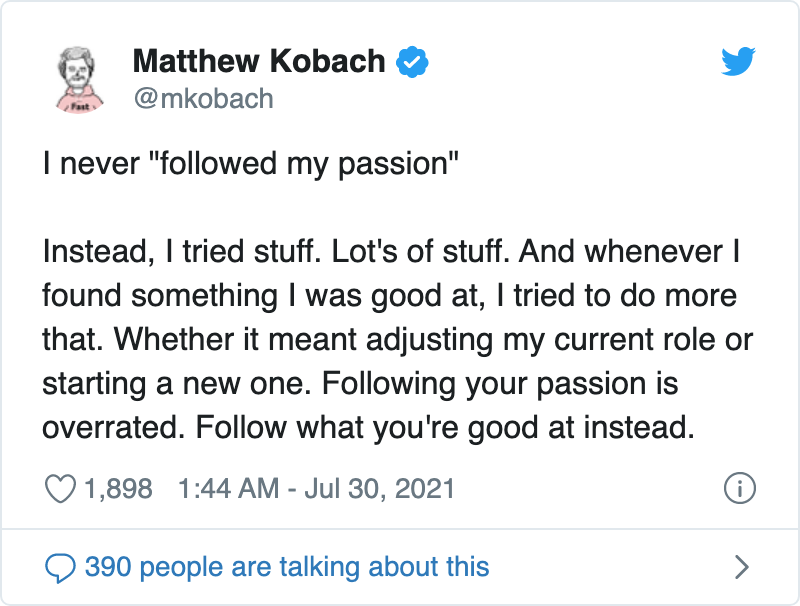 Matthew Kobach
@mkobach
Fast
I never "followed my passion"
Instead, I tried stuff. Lot's of stuff. And whenever I
found something I was good at, I tried to do more
that. Whether it meant adjusting my current role or
starting a new one. Following your passion is
overrated. Follow what you're good at instead.
1,898 1:44 AM - Jul 30, 2021
390 people are talking about this